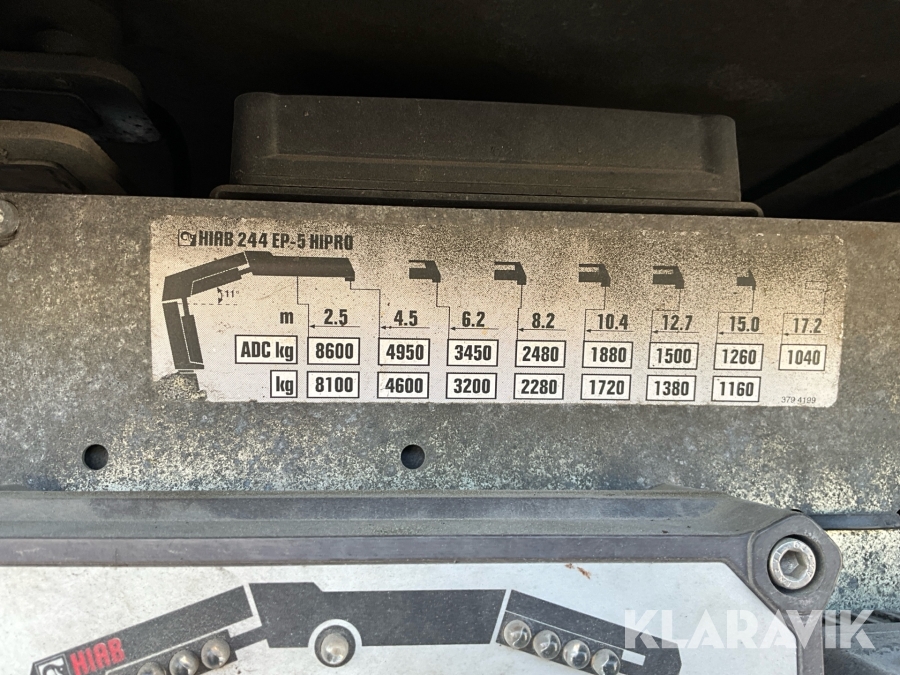 HIAB 244 EP-5 HIPRO
11°
m 2.5 4.5 6.2 8.2 10.4 12.7 15.0 17.2
ADC kg 8600 4950 3450 2480 1880 1500 1260 1040
kg 8100 4600 3200 2280 1720 1380 1160
379 4199
HIAB
KLARAVIK